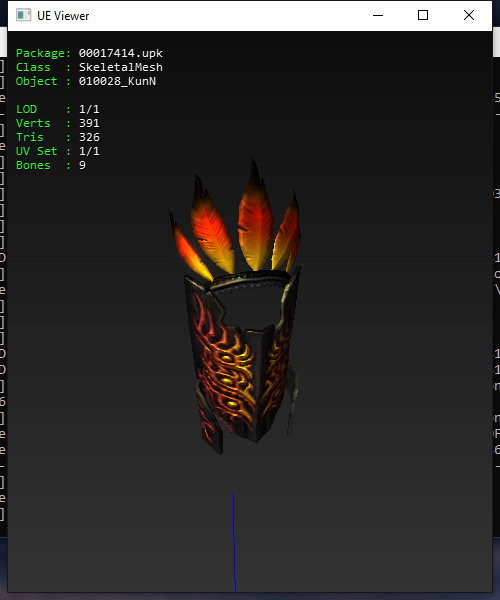 UE Viewer
Package: 00017414.upk
Class : SkeletalMesh
Object : 010028_KunN
LOD : 1/1
Verts : 391
Tris : 326
UV Set : 1/1
Bones : 9